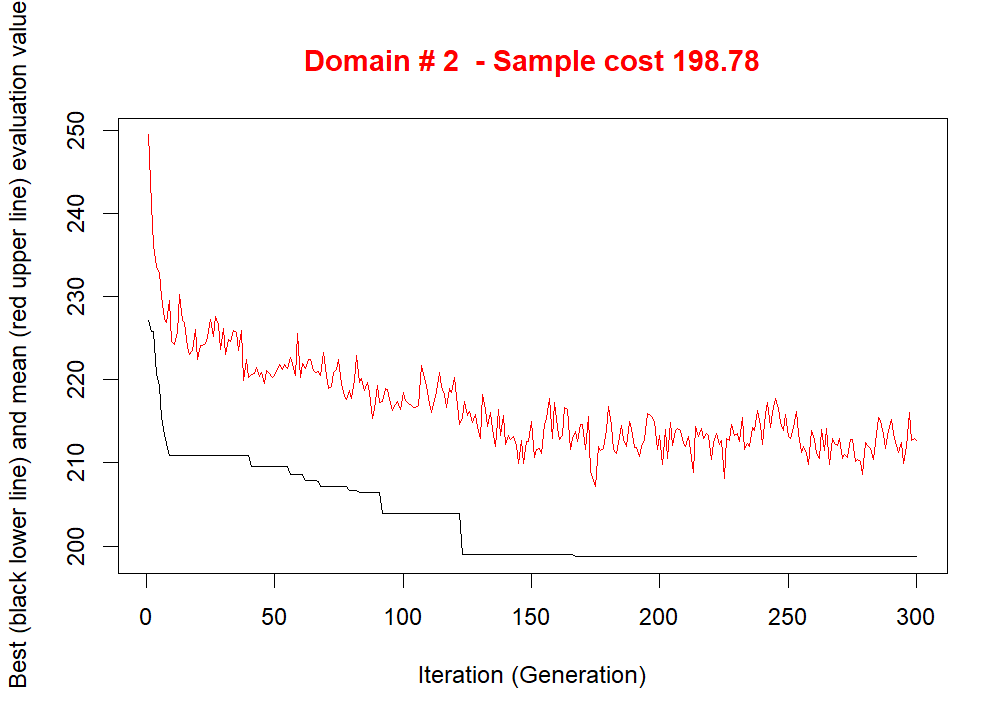 Domain # 2  - Sample cost 198.78
Best (black lower line) and mean (red upper line) evaluation value
250
240
230
220
210
200
0 50 100 150 200 250 300
Iteration (Generation)